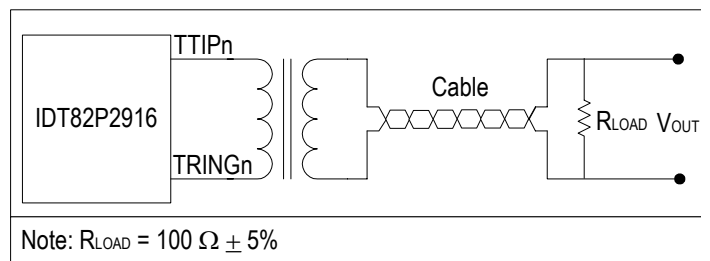 TTIPn
Cable
IDT82P2916
RLOAD VOUT
TRINGn
Note: RLOAD = 100 Ω ± 5%